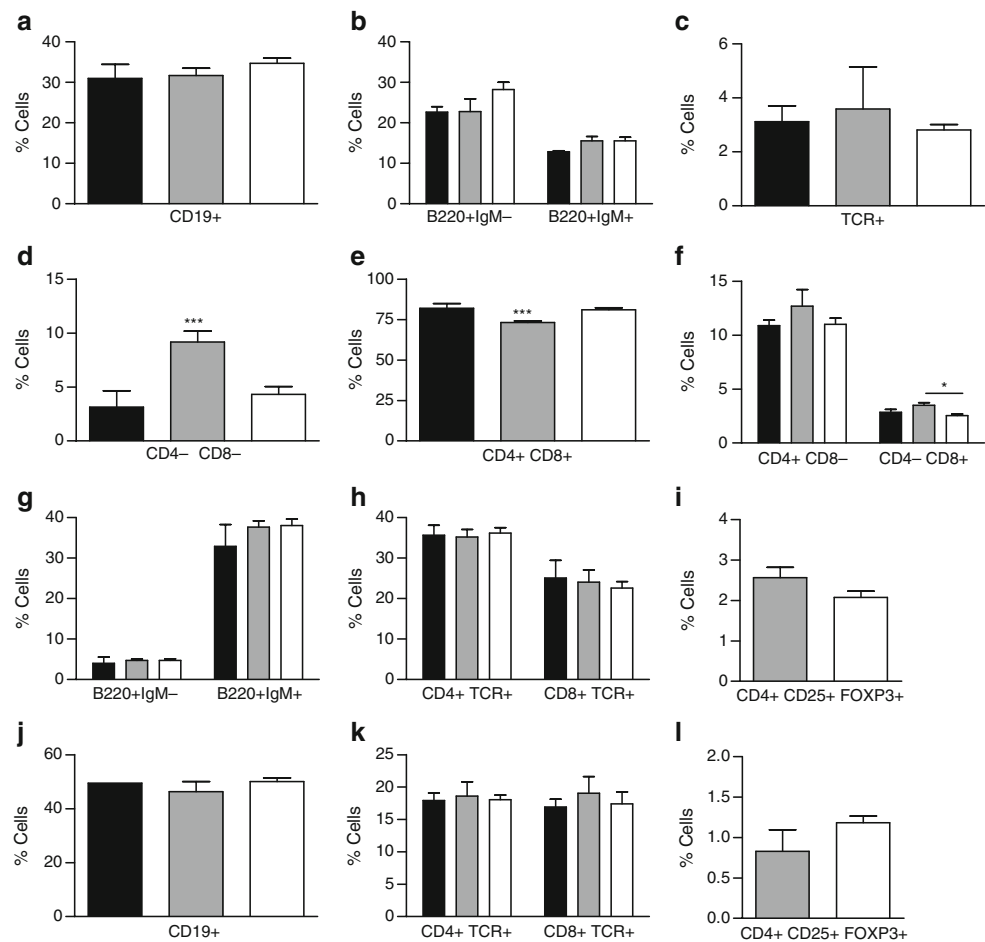 a
% Cells
40
30
20
10
0
CD19+
b
% Cells
40
30
20
10
0
B220+IgM– B220+IgM+
c
% Cells
6
4
2
0
TCR+
d
% Cells
15
10
5
0
***
CD4– CD8–
e
% Cells
100
75
50
25
0
***
CD4+ CD8+
f
% Cells
15
10
5
0
*
CD4+ CD8– CD4– CD8+
g
% Cells
40
30
20
10
0
B220+IgM– B220+IgM+
h
% Cells
40
30
20
10
0
CD4+ TCR+ CD8+ TCR+
i
% Cells
4
3
2
1
0
CD4+ CD25+ FOXP3+
j
% Cells
60
40
20
0
CD19+
k
% Cells
25
20
15
10
5
0
CD4+ TCR+ CD8+ TCR+
l
% Cells
2.0
1.5
1.0
0.5
0.0
CD4+ CD25+ FOXP3+